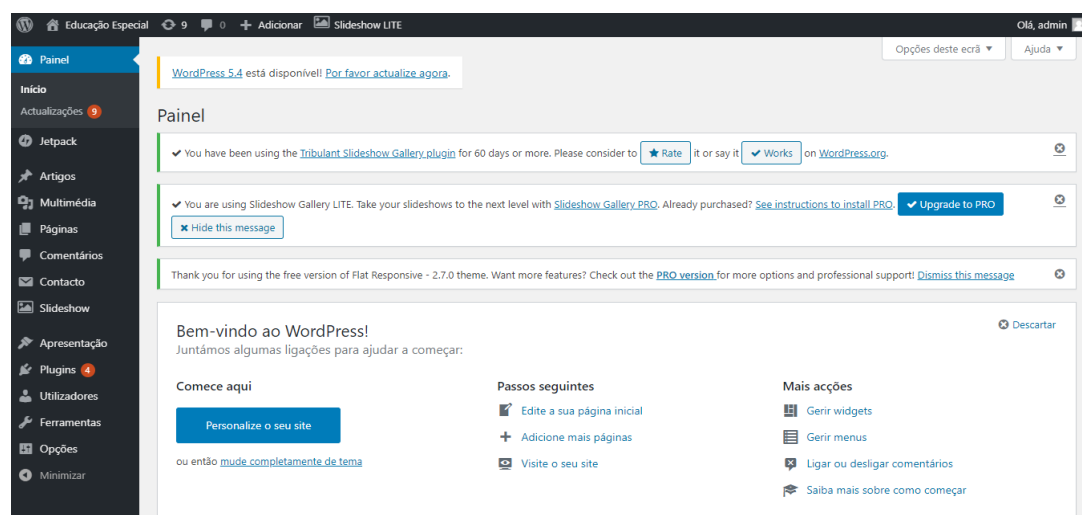 Educação Especial 9 0 Adicionar Slideshow LITE Olá, admin
Opções deste ecrã Ajuda
Painel
Início
Actualizações 9
Jetpack
Artigos
Multimédia
Páginas
Comentários
Contacto
Slideshow
Apresentação
Plugins 4
Utilizadores
Ferramentas
Opções
Minimizar
WordPress 5.4 está disponível! Por favor actualize agora.
Painel
You have been using the Tribulant Slideshow Gallery plugin for 60 days or more. Please consider to Rate it or say it Works on WordPress.org.
You are using Slideshow Gallery LITE. Take your slideshows to the next level with Slideshow Gallery PRO. Already purchased? See instructions to install PRO. Upgrade to PRO
Hide this message
Thank you for using the free version of Flat Responsive - 2.7.0 theme. Want more features? Check out the PRO version for more options and professional support! Dismiss this message
Bem-vindo ao WordPress!
Descartar
Juntámos algumas ligações para ajudar a começar:
Comece aqui
Personalize o seu site
ou então mude completamente de tema
Passos seguintes
Edite a sua página inicial
Adicione mais páginas
Visite o seu site
Mais acções
Gerir widgets
Gerir menus
Ligar ou desligar comentários
Saiba mais sobre como começar